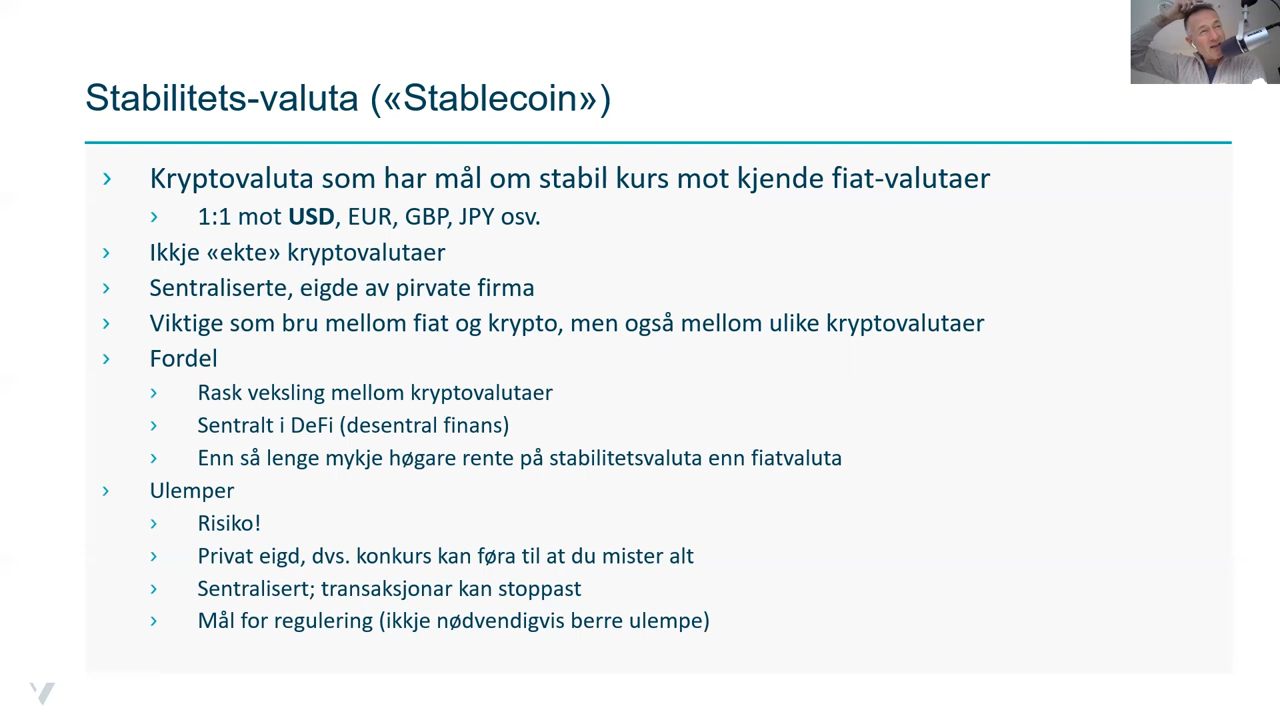 Stabilitets-valuta («Stablecoin»)
› Kryptovaluta som har mål om stabil kurs mot kjende fiat-valutaer
› 1:1 mot USD, EUR, GBP, JPY osv.
› Ikkje «ekte» kryptovalutaer
› Sentraliserte, eigde av pirvate firma
› Viktige som bru mellom fiat og krypto, men også mellom ulike kryptovalutaer
› Fordel
› Rask veksling mellom kryptovalutaer
› Sentralt i DeFi (desentral finans)
› Enn så lenge mykje høgare rente på stabilitetsvaluta enn fiatvaluta
› Ulemper
› Risiko!
› Privat eigd, dvs. konkurs kan føra til at du mister alt
› Sentralisert; transaksjonar kan stoppast
› Mål for regulering (ikkje nødvendigvis berre ulempe)